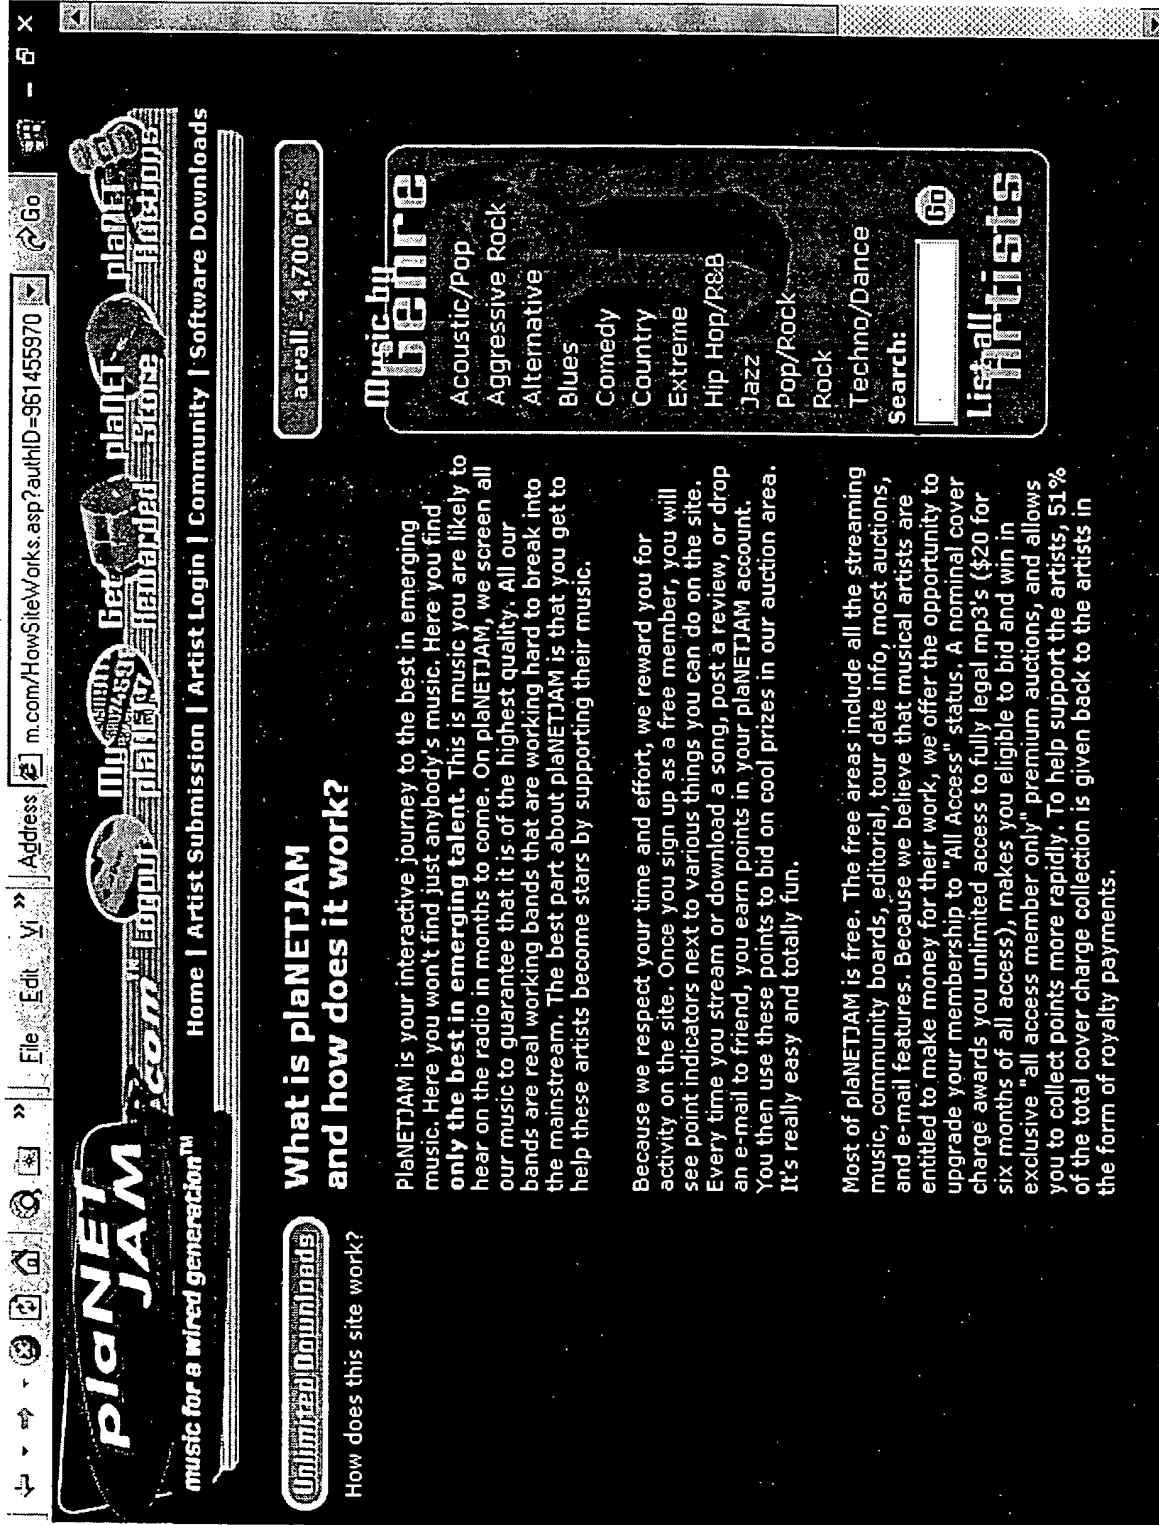 File Edit Vi » Address m.com/HowSiteWorks.asp?authID=961455970 Go
plaNET
JAM
.com™
music for a wired generation™
Logout
My
plaNET
Get
Rewarded
plaNET
Store
plaNET
Auctions
Home | Artist Submission | Artist Login | Community | Software Downloads
Unlimited Downloads
How does this site work?
What is plaNETJAM
and how does it work?
acrall - 4,700 pts.
PlaNETJAM is your interactive journey to the best in emerging
music. Here you won't find just anybody's music. Here you find
only the best in emerging talent. This is music you are likely to
hear on the radio in months to come. On plaNETJAM, we screen all
our music to guarantee that it is of the highest quality. All our
bands are real working bands that are working hard to break into
the mainstream. The best part about plaNETJAM is that you get to
help these artists become stars by supporting their music.
Because we respect your time and effort, we reward you for
activity on the site. Once you sign up as a free member, you will
see point indicators next to various things you can do on the site.
Every time you stream or download a song, post a review, or drop
an e-mail to friend, you earn points in your plaNETJAM account.
You then use these points to bid on cool prizes in our auction area.
It's really easy and totally fun.
Most of plaNETJAM is free. The free areas include all the streaming
music, community boards, editorial, tour date info, most auctions,
and e-mail features. Because we believe that musical artists are
entitled to make money for their work, we offer the opportunity to
upgrade your membership to "All Access" status. A nominal cover
charge awards you unlimited access to fully legal mp3's ($20 for
six months of all access), makes you eligible to bid and win in
exclusive "all access member only" premium auctions, and allows
you to collect points more rapidly. To help support the artists, 51%
of the total cover charge collection is given back to the artists in
the form of royalty payments.
Music by
Genre
Acoustic/Pop
Aggressive Rock
Alternative
Blues
Comedy
Country
Extreme
Hip Hop/R&B
Jazz
Pop/Rock
Rock
Techno/Dance
Search:
Go
List all
Artists